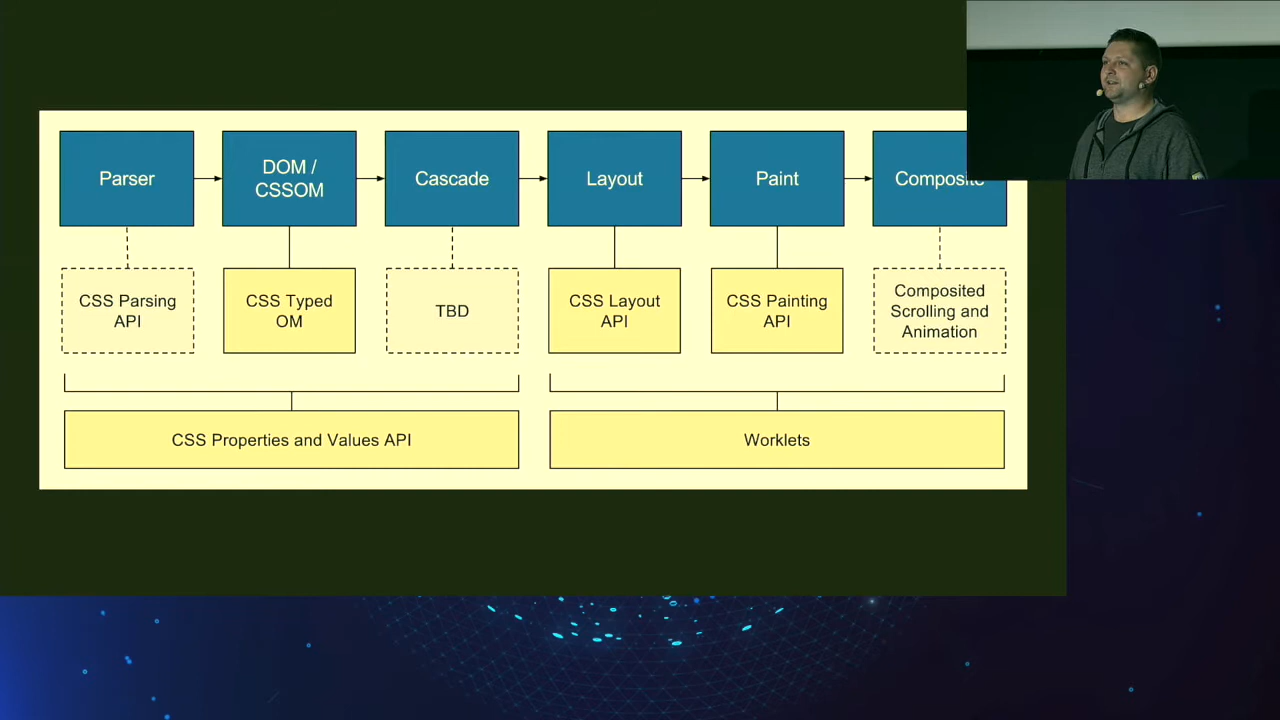 Parser
DOM /
CSSOM
Cascade
Layout
Paint
Composite
CSS Parsing
API
CSS Typed
OM
TBD
CSS Layout
API
CSS Painting
API
Composited
Scrolling and
Animation
CSS Properties and Values API
Worklets